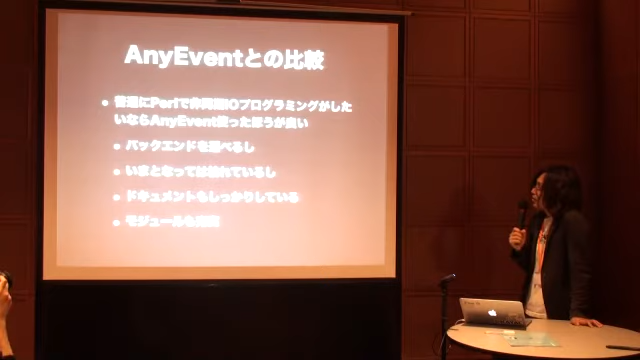 AnyEventとの比較
普通にPerlで非同期IOプログラミングがした
いならAnyEvent使ったほうが良い
バックエンドを選べるし
いまとなっては枯れているし
ドキュメントもしっかりしている
モジュールも充実